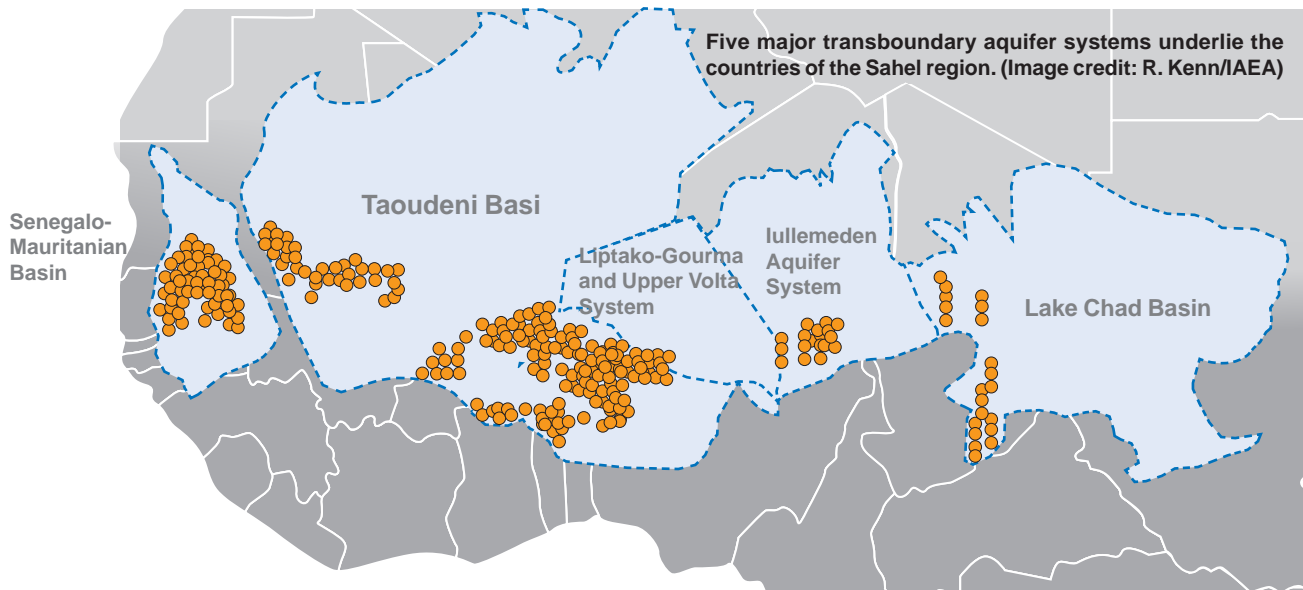 Five major transboundary aquifer systems underlie the
countries of the Sahel region. (Image credit: R. Kenn/IAEA)
Senegalo-
Mauritanian
Basin
Taoudeni Basi
Liptako-Gourma
and Upper Volta
System
Iullemeden
Aquifer
System
Lake Chad Basin